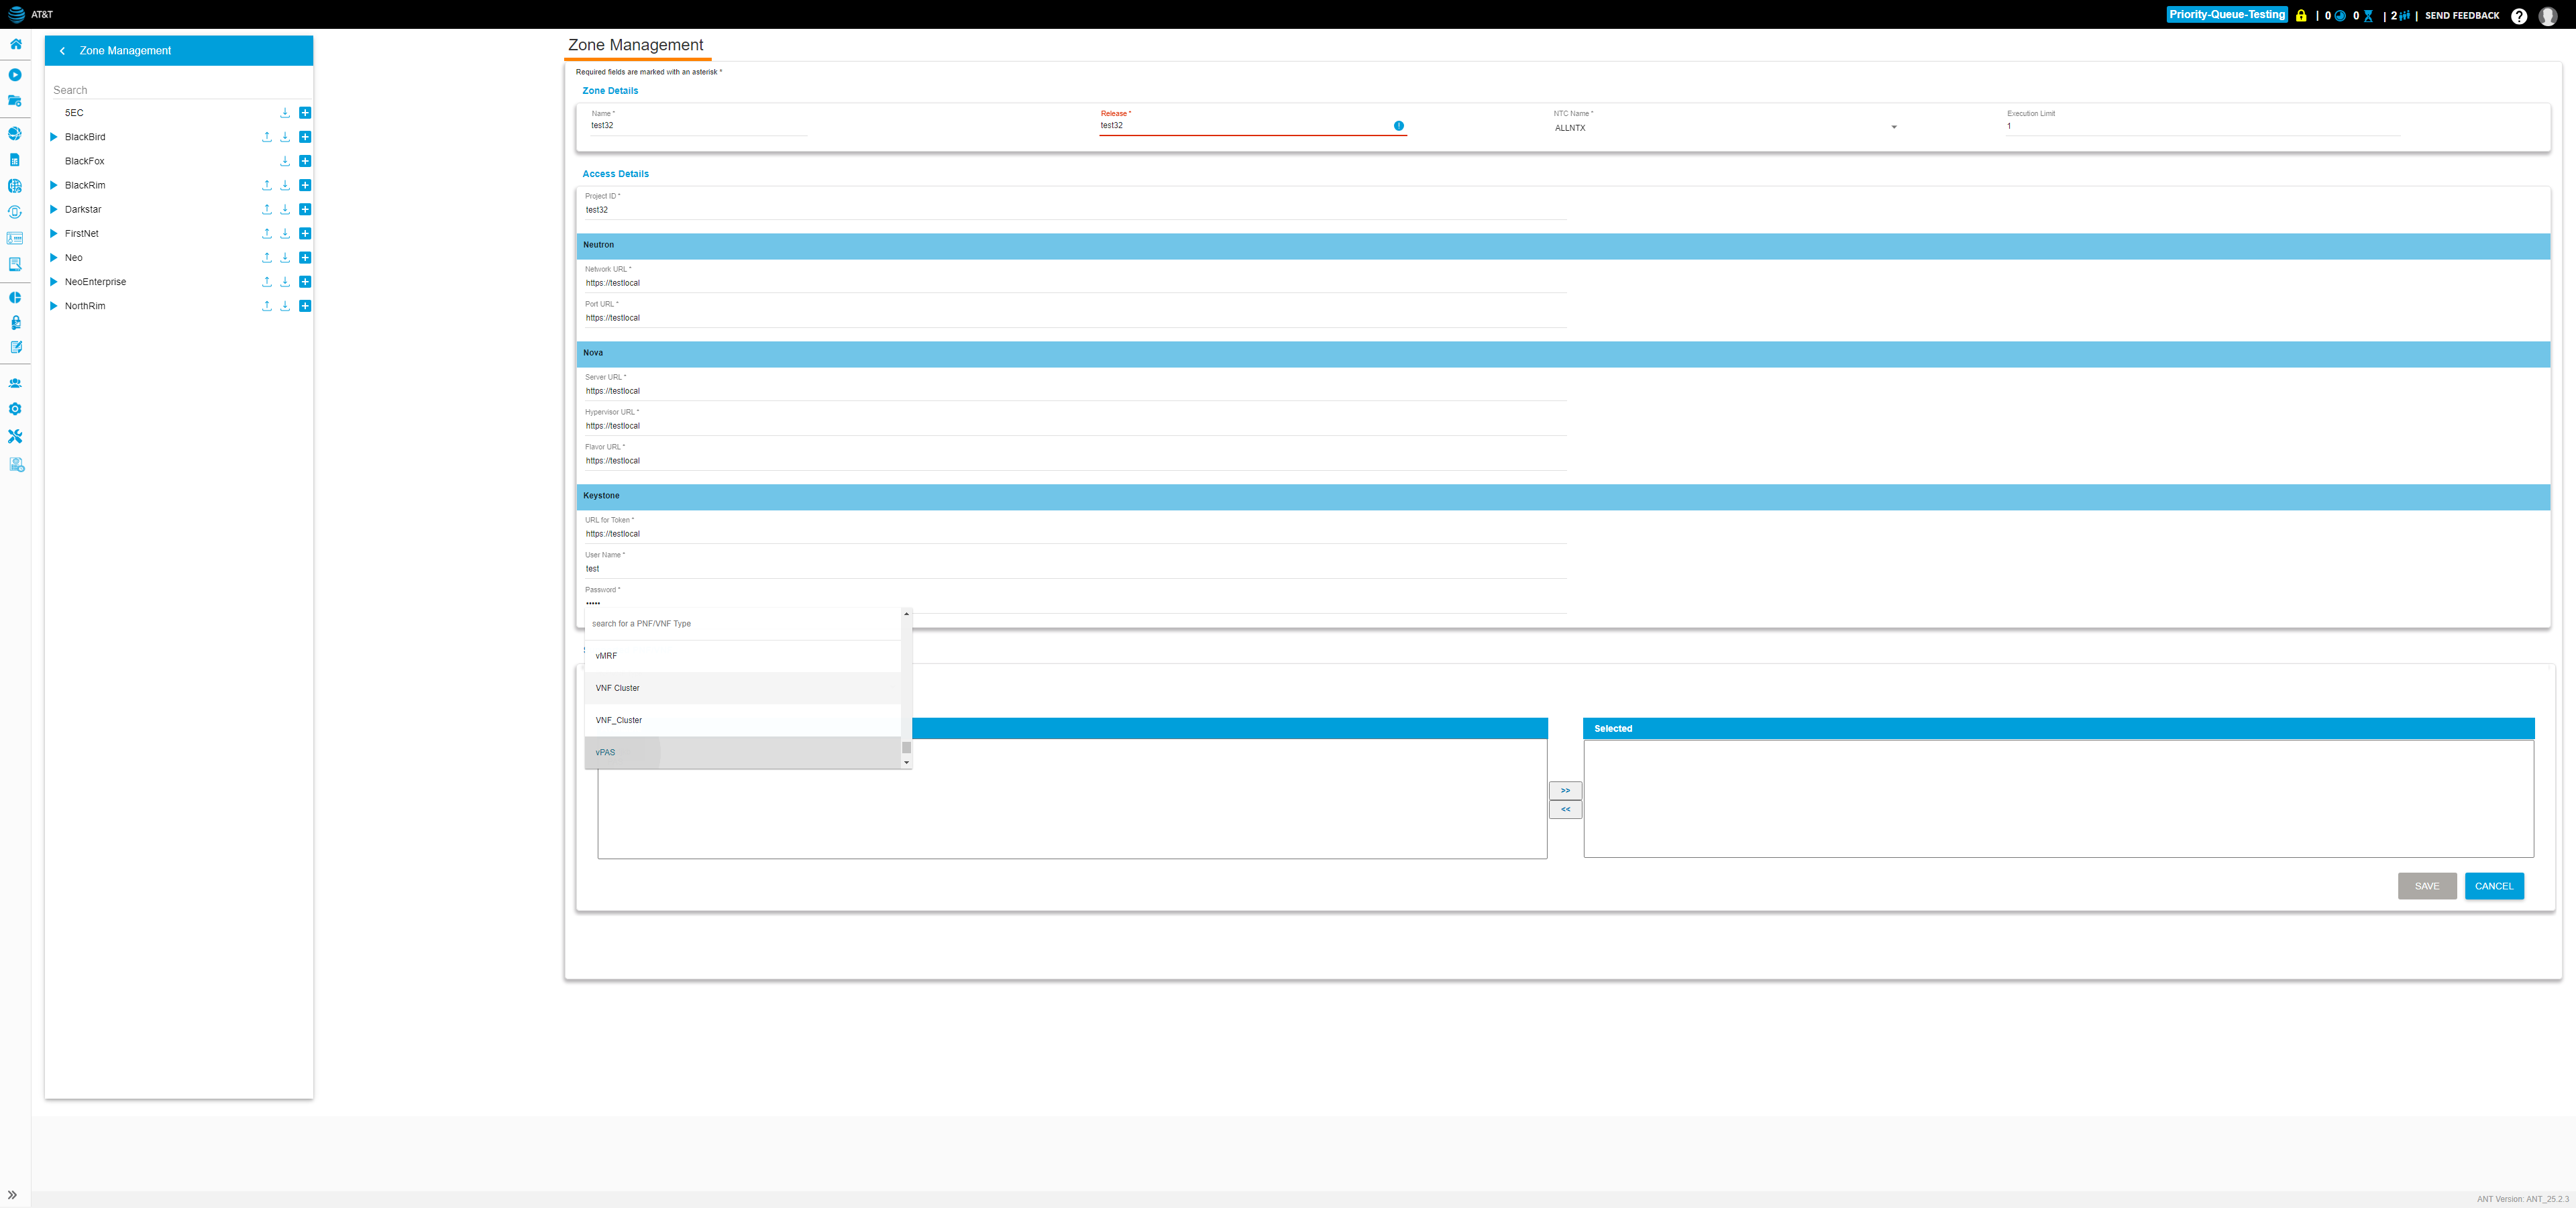 AT&T
Priority-Queue-Testing | 0 0 | 2 | SEND FEEDBACK ?
Zone Management
Search
5EC
BlackBird
BlackFox
BlackRim
Darkstar
FirstNet
Neo
NeoEnterprise
NorthRim
Zone Management
Required fields are marked with an asterisk *
Zone Details
Name *
test32
Release *
test32
NTC Name *
ALLNTX
Execution Limit
1
Access Details
Project ID *
test32
Neutron
Network URL *
https://testlocal
Port URL *
https://testlocal
Nova
Server URL *
https://testlocal
Hypervisor URL *
https://testlocal
Flavor URL *
https://testlocal
Keystone
URL for Token *
https://testlocal
User Name *
test
Password *
•••••
search for a PNF/VNF Type
vMRF
VNF Cluster
VNF_Cluster
vPAS
>>
<<
Selected
SAVE
CANCEL
ANT Version: ANT_25.2.3